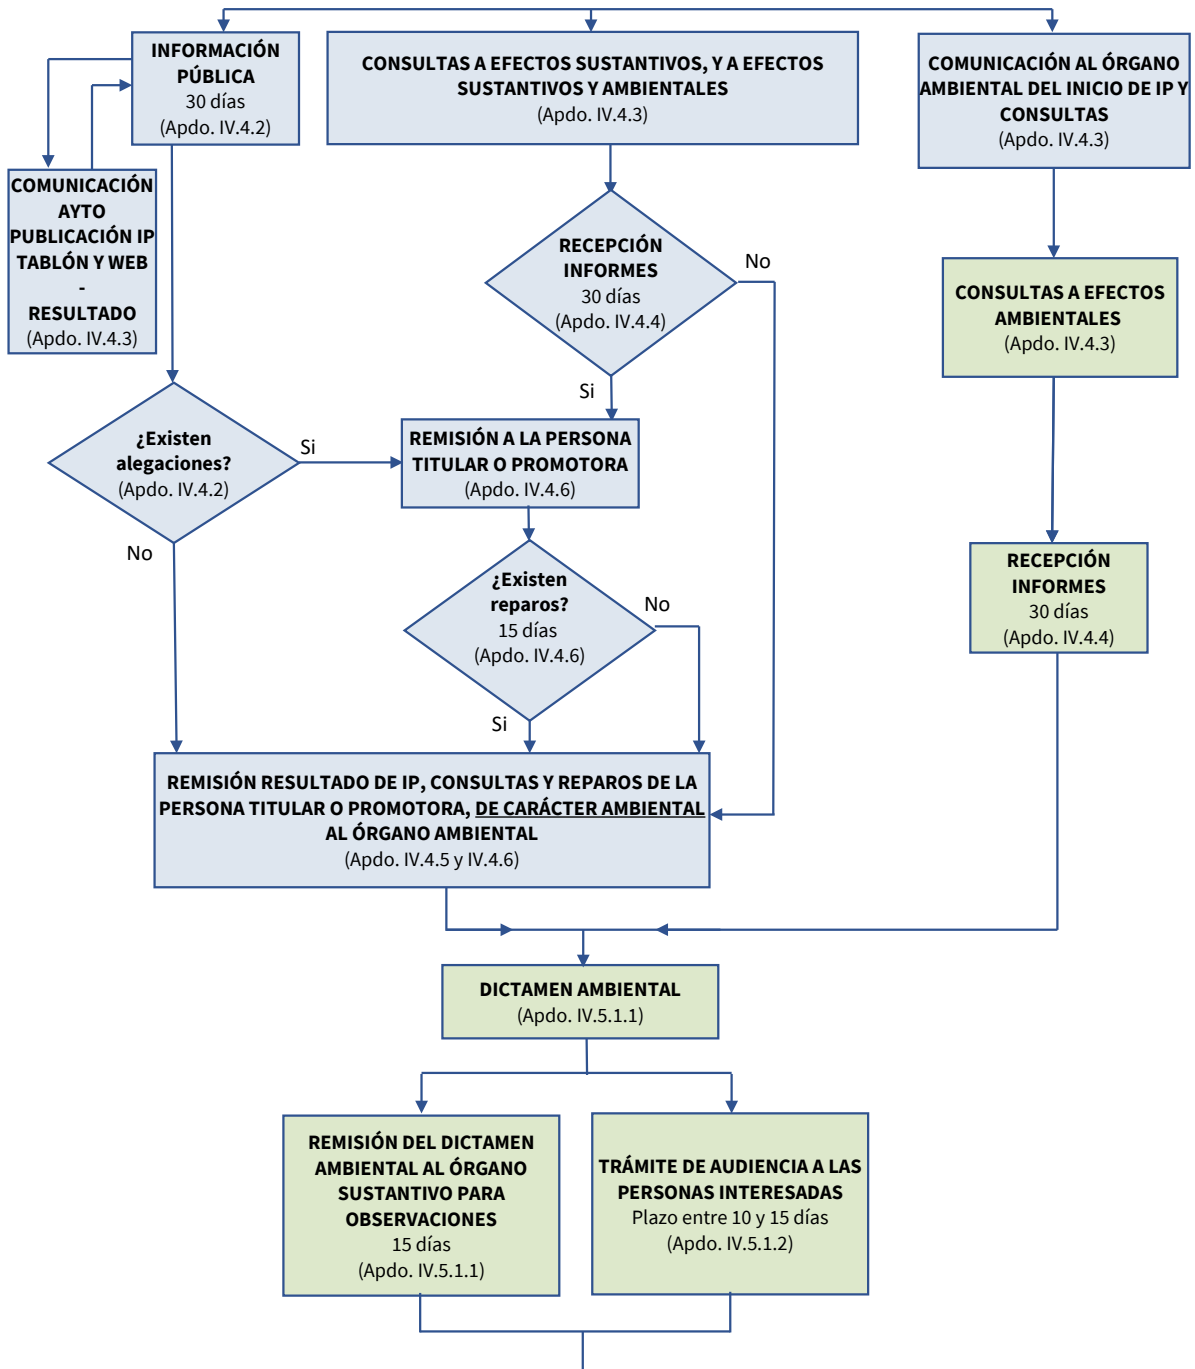 INFORMACIÓN
PÚBLICA
30 días
(Apdo. IV.4.2)
CONSULTAS A EFECTOS SUSTANTIVOS, Y A EFECTOS
SUSTANTIVOS Y AMBIENTALES
(Apdo. IV.4.3)
COMUNICACIÓN AL ÓRGANO
AMBIENTAL DEL INICIO DE IP Y
CONSULTAS
(Apdo. IV.4.3)
COMUNICACIÓN
AYTO
PUBLICACIÓN IP
TABLÓN Y WEB
-
RESULTADO
(Apdo. IV.4.3)
RECEPCIÓN
INFORMES
30 días
(Apdo. IV.4.4)
No
Si
CONSULTAS A EFECTOS
AMBIENTALES
(Apdo. IV.4.3)
¿Existen
alegaciones?
(Apdo. IV.4.2)
Si
No
REMISIÓN A LA PERSONA
TITULAR O PROMOTORA
(Apdo. IV.4.6)
¿Existen
reparos?
15 días
(Apdo. IV.4.6)
No
Si
RECEPCIÓN
INFORMES
30 días
(Apdo. IV.4.4)
REMISIÓN RESULTADO DE IP, CONSULTAS Y REPAROS DE LA
PERSONA TITULAR O PROMOTORA, DE CARÁCTER AMBIENTAL
AL ÓRGANO AMBIENTAL
(Apdo. IV.4.5 y IV.4.6)
DICTAMEN AMBIENTAL
(Apdo. IV.5.1.1)
REMISIÓN DEL DICTAMEN
AMBIENTAL AL ÓRGANO
SUSTANTIVO PARA
OBSERVACIONES
15 días
(Apdo. IV.5.1.1)
TRÁMITE DE AUDIENCIA A LAS
PERSONAS INTERESADAS
Plazo entre 10 y 15 días
(Apdo. IV.5.1.2)